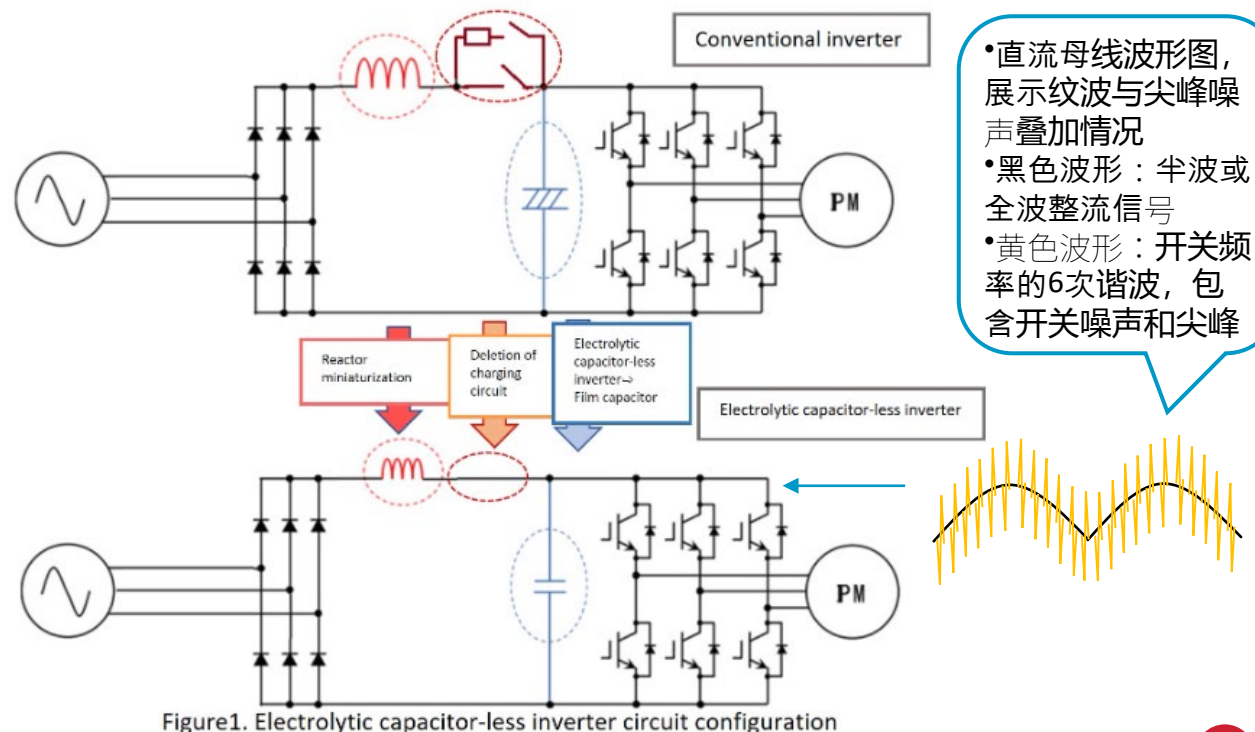 Conventional inverter
•直流母线波形图，
展示纹波与尖峰噪
声叠加情况
•黑色波形：半波或
全波整流信号
•黄色波形：开关频
率的6次谐波，包
含开关噪声和尖峰
PM
Reactor
miniaturization
Deletion of
charging
circuit
Electrolytic
capacitor-less
inverter⇒
Film capacitor
Electrolytic capacitor-less inverter
PM
Figure1. Electrolytic capacitor-less inverter circuit configuration